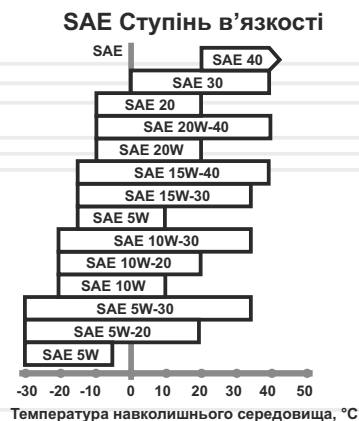 SAE Ступінь в’язкості
SAE
SAE 40
SAE 30
SAE 20
SAE 20W-40
SAE 20W
SAE 15W-40
SAE 15W-30
SAE 5W
SAE 10W-30
SAE 10W-20
SAE 10W
SAE 5W-30
SAE 5W-20
SAE 5W
-30 -20 -10 0 10 20 30 40 50
Температура навколишнього середовища, °C